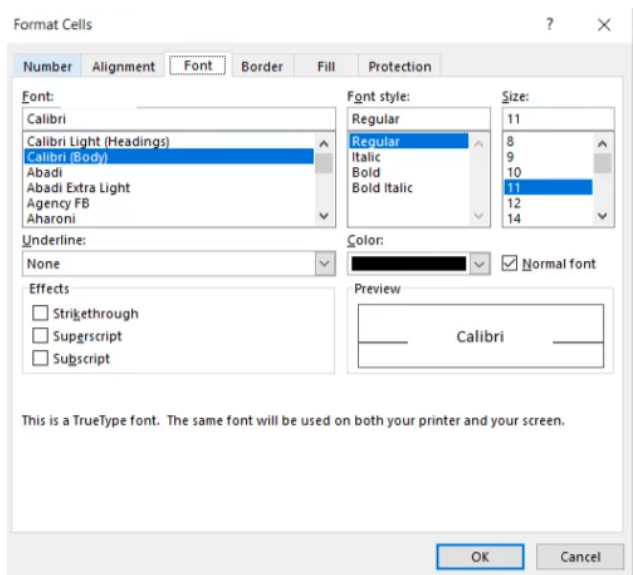 Format Cells ? ×
Number Alignment Font Border Fill Protection
Font: Font style: Size:
Calibri Regular 11
Calibri Light (Headings) Regular 8
Calibri (Body) Italic 9
Abadi Bold 10
Abadi Extra Light Bold Italic 11
Agency FB 12
Aharoni 14
Underline: Color:
None Normal font
Effects Preview
Strikethrough
Superscript Calibri
Subscript
This is a TrueType font. The same font will be used on both your printer and your screen.
OK Cancel